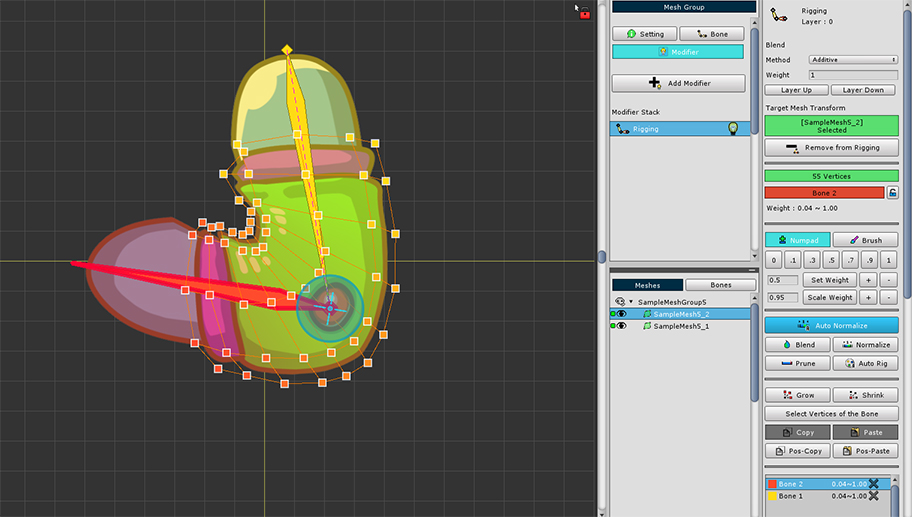 Mesh Group
Setting
Bone
Modifier
Add Modifier
Modifier Stack
Rigging
Meshes
Bones
SampleMeshGroup5
SampleMesh5_2
SampleMesh5_1
Rigging
Layer : 0
Blend
Method
Additive
Weight
1
Layer Up
Layer Down
Target Mesh Transform
[SampleMesh5_2]
Selected
Remove from Rigging
55 Vertices
Bone 2
Weight : 0.04 ~ 1.00
Numpad
Brush
0
.1
.3
.5
.7
.9
1
0.5
Set Weight
+
-
0.95
Scale Weight
+
-
Auto Normalize
Blend
Normalize
Prune
Auto Rig
Grow
Shrink
Select Vertices of the Bone
Copy
Paste
Pos-Copy
Pos-Paste
Bone 2
0.04~1.00
Bone 1
0.04~1.00